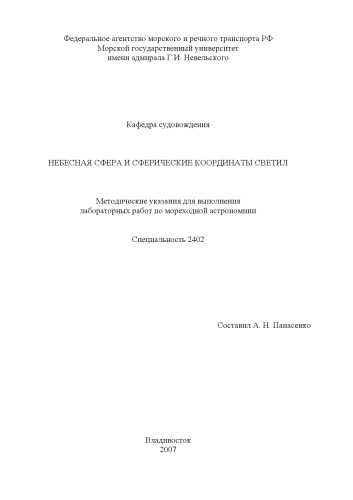 Федеральное агентство морского и речного транспорта РФ
Морской государственный университет
имени адмирала Г.И. Невельского
Кафедра судовождения
НЕБЕСНАЯ СФЕРА И СФЕРИЧЕСКИЕ КООРДИНАТЫ СВЕТИЛ
Методические указания для выполнения
лабораторных работ по мореходной астрономии
Специальность 2402
Составил А. Н. Панасенко
Владивосток
2007